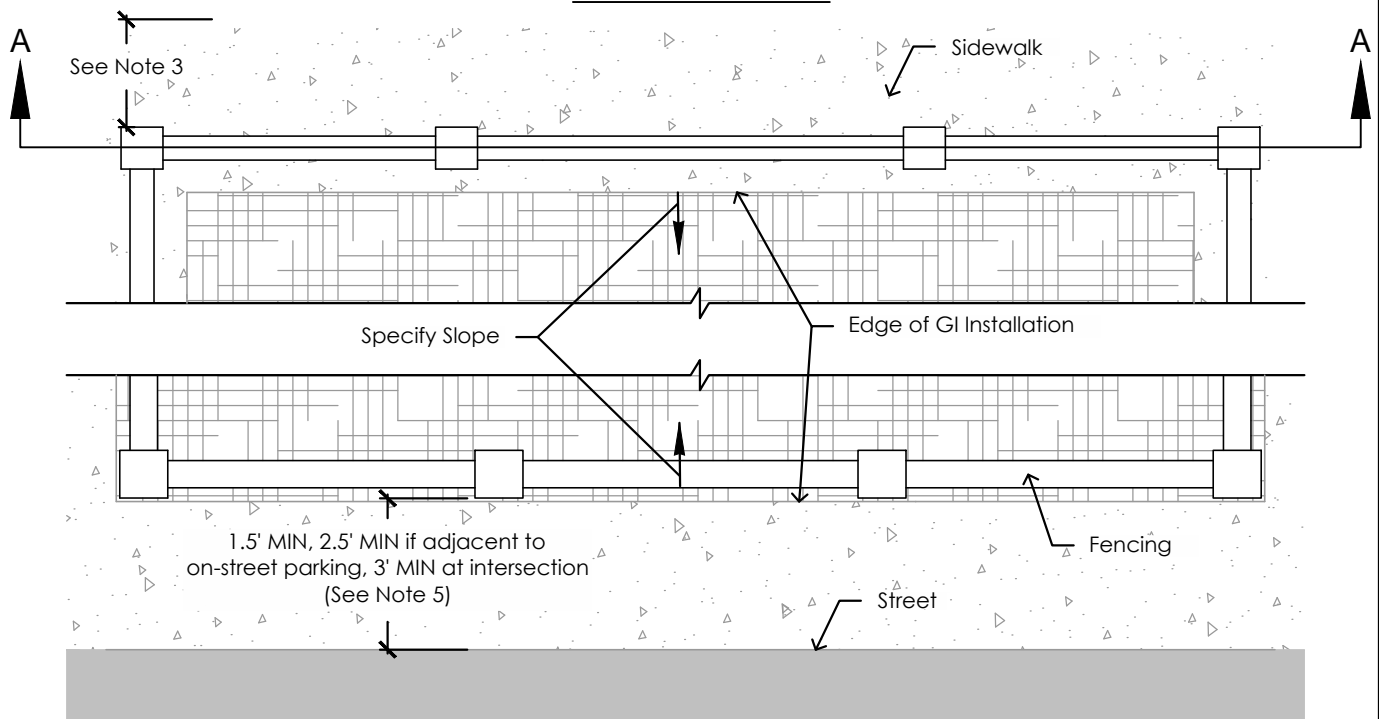 A
A
See Note 3
Sidewalk
Specify Slope
Edge of GI Installation
1.5' MIN, 2.5' MIN if adjacent to
on-street parking, 3' MIN at intersection
(See Note 5)
Fencing
Street